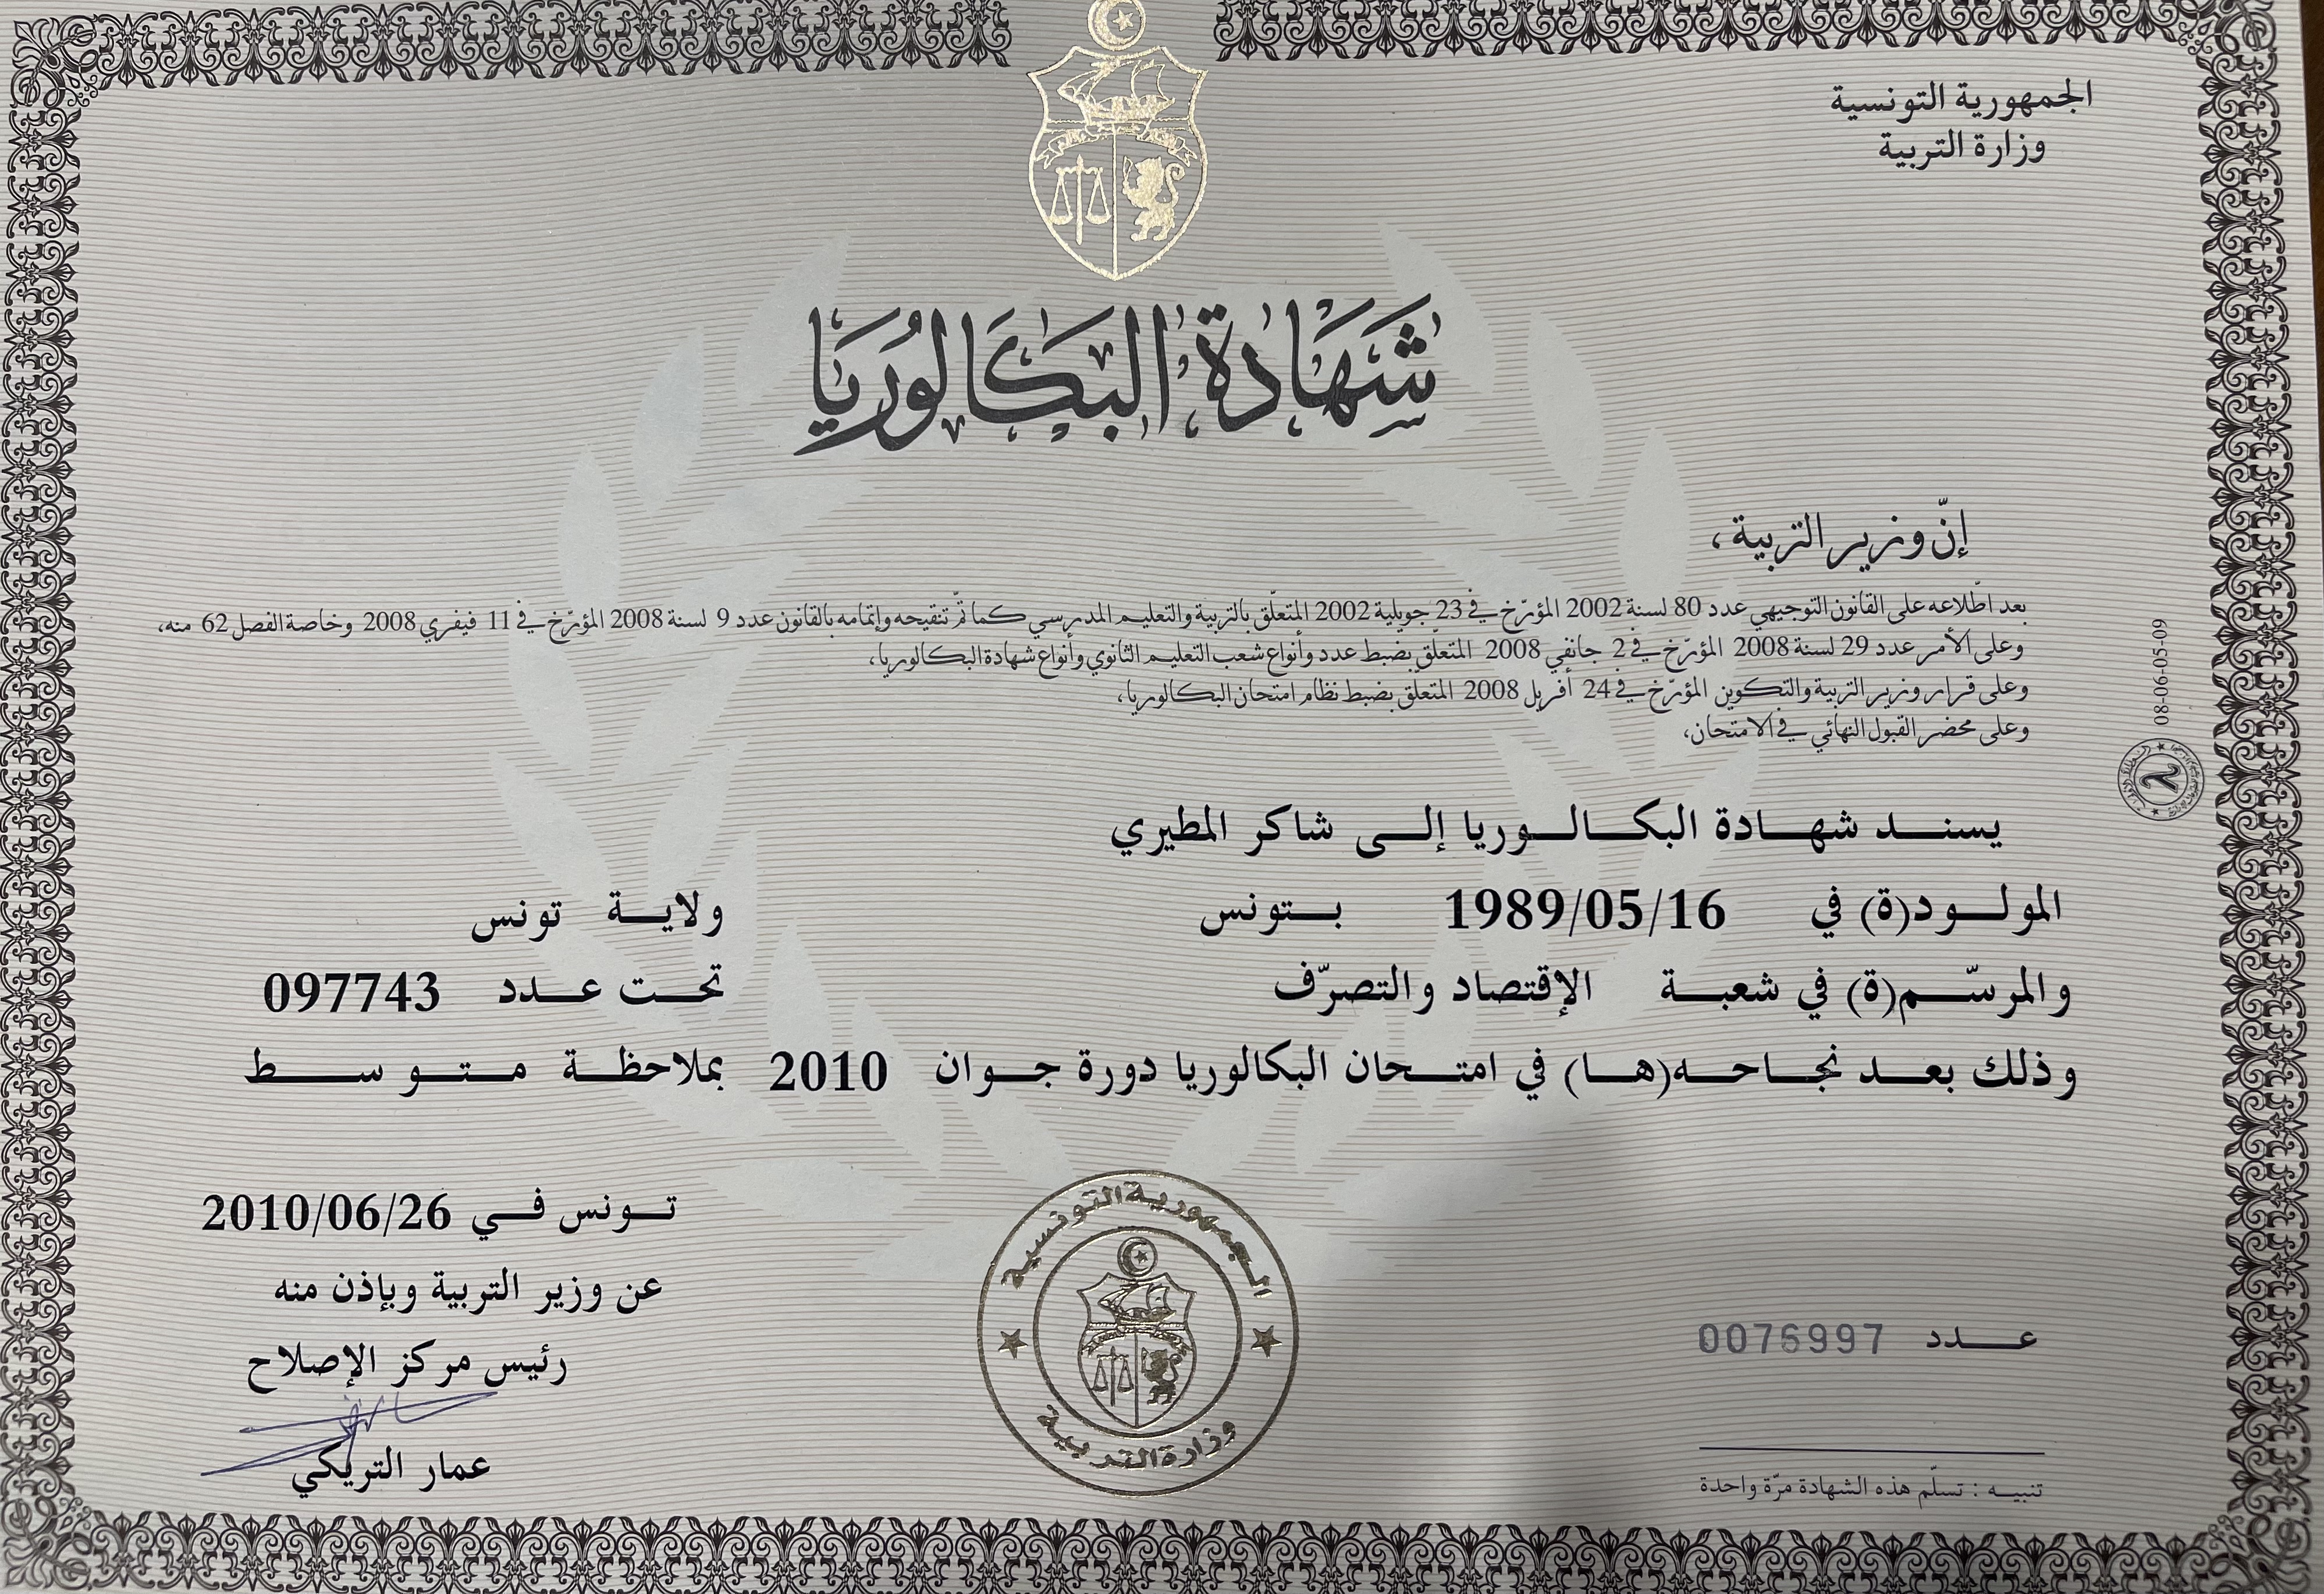 الجمهورية التونسية
وزارة التربية
شَهَادَة البَكَالُورِيَا
إنّ وزير التربية،
بعد اطّلاعه على القانون التوجيهي عدد 80 لسنة 2002 المؤرّخ في 23 جويلية 2002 المتعلّق بالتربية والتعليم المدرسي كما تمّ تنقيحه وإتمامه بالقانون عدد 9 لسنة 2008 المؤرّخ في 11 فيفري 2008 وخاصة الفصل 62 منه،
وعلى الأمر عدد 29 لسنة 2008 المؤرّخ في 2 جانفي 2008 المتعلّق بضبط عدد وأنواع شعب التعليم الثانوي وأنواع شهادة البكالوريا،
وعلى قرار وزير التربية والتكوين المؤرّخ في 24 أفريل 2008 المتعلّق بضبط نظام امتحان البكالوريا،
وعلى محضر القبول النهائي في الامتحان،
08-06-05-09
يسند شهادة البكالوريا إلى شاكر المطيري
المولود(ة) في 1989/05/16 بتونس ولاية تونس
والمرسّم(ة) في شعبة الإقتصاد والتصرّف تحت عدد 097743
وذلك بعد نجاحه(ها) في امتحان البكالوريا دورة جوان 2010 بملاحظة متوسط
تونس في 2010/06/26
عن وزير التربية وبإذن منه
رئيس مركز الإصلاح
عمار التريكي
الجمهورية التونسية
وزارة التربية
عدد 0076997
تنبيه : تسلّم هذه الشهادة مرّة واحدة